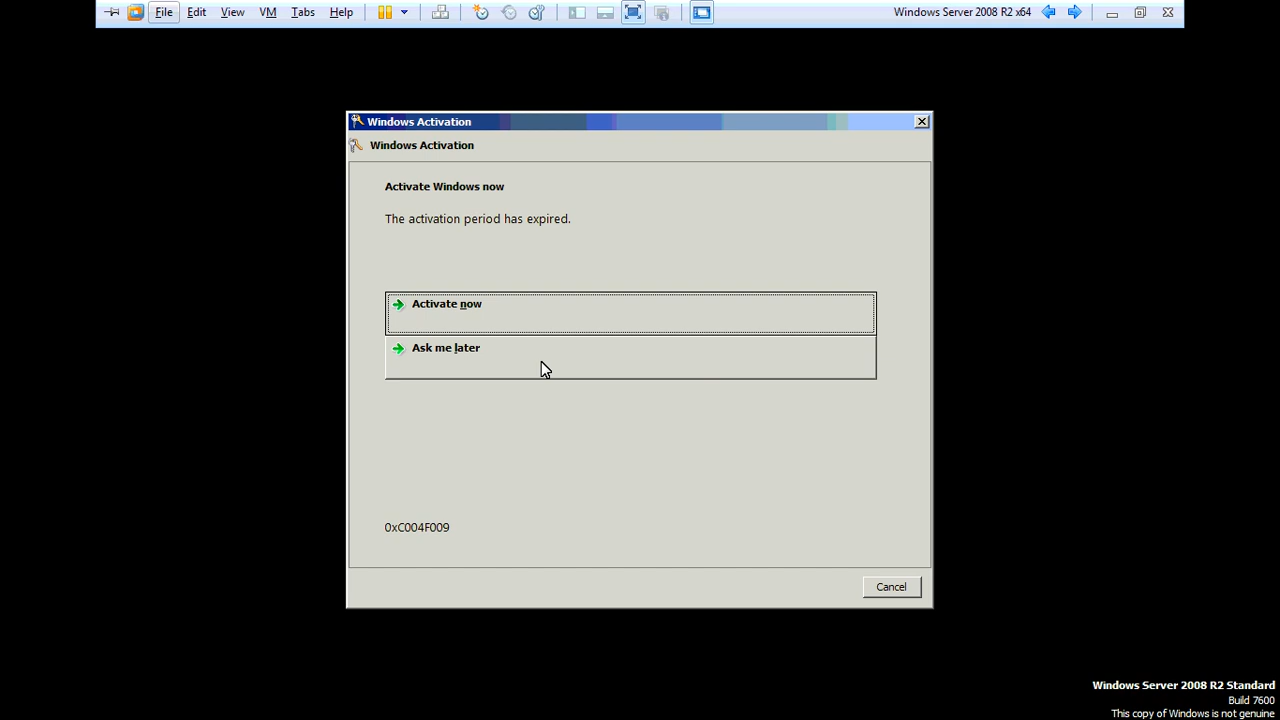 File Edit View VM Tabs Help Windows Server 2008 R2 x64
Windows Activation
Windows Activation
Activate Windows now
The activation period has expired.
Activate now
Ask me later
0xC004F009
Cancel
Windows Server 2008 R2 Standard
Build 7600
This copy of Windows is not genuine